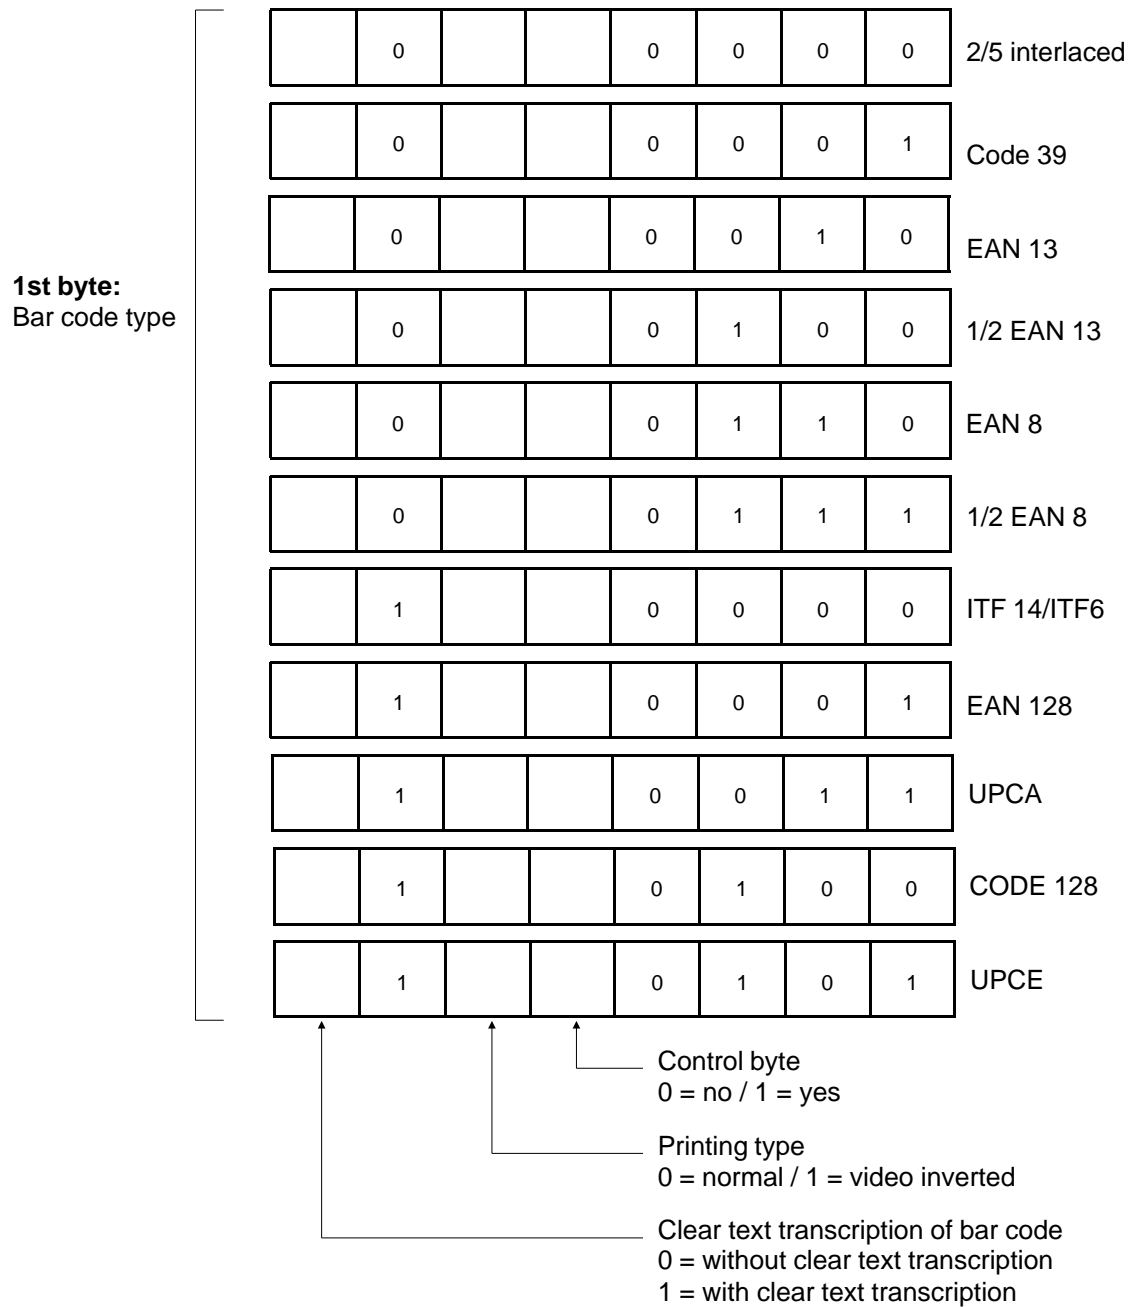 0 0 0 0 0 2/5 interlaced
0 0 0 0 1 Code 39
0 0 0 1 0 EAN 13
1st byte:
Bar code type
0 0 1 0 0 1/2 EAN 13
0 0 1 1 0 EAN 8
0 0 1 1 1 1/2 EAN 8
1 0 0 0 0 ITF 14/ITF6
1 0 0 0 1 EAN 128
1 0 0 1 1 UPCA
1 0 1 0 0 CODE 128
1 0 1 0 1 UPCE
Control byte
0 = no / 1 = yes
Printing type
0 = normal / 1 = video inverted
Clear text transcription of bar code
0 = without clear text transcription
1 = with clear text transcription